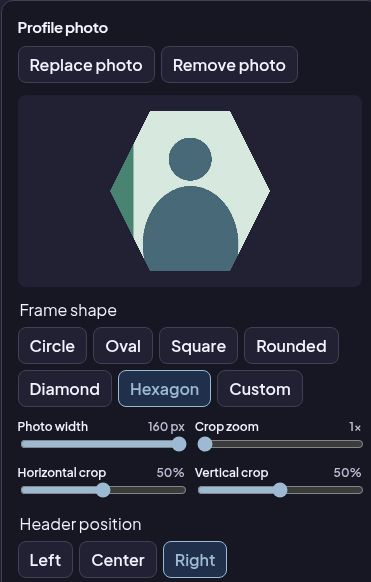 Profile photo
Replace photo Remove photo
Frame shape
Circle Oval Square Rounded
Diamond Hexagon Custom
Photo width 160 px Crop zoom 1×
Horizontal crop 50% Vertical crop 50%
Header position
Left Center Right